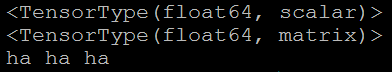 <TensorType(float64, scalar)>
<TensorType(float64, matrix)>
ha ha ha